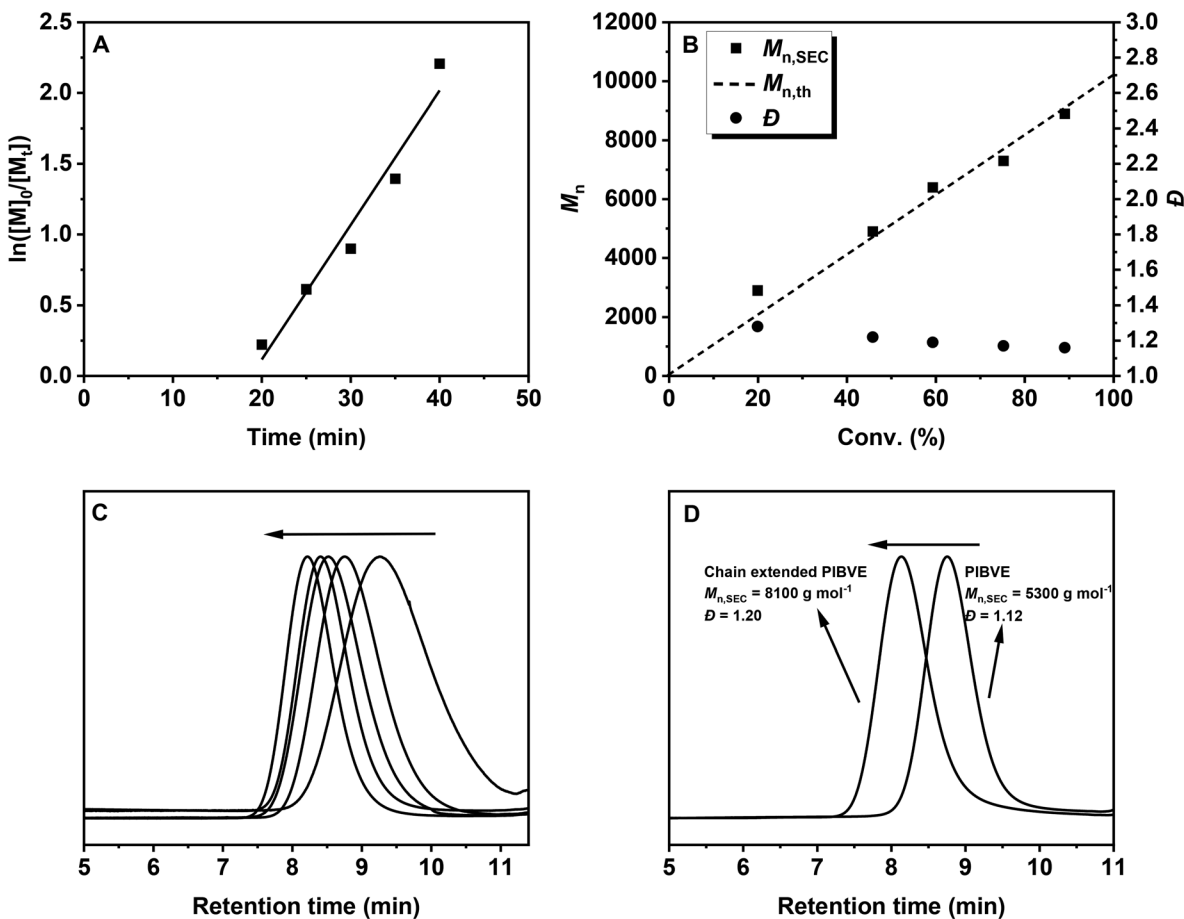 A
ln([M]₀/[Mₜ])
2.5
2.0
1.5
1.0
0.5
0.0
0 10 20 30 40 50
Time (min)
B
Mₙ,SEC
Mₙ,th
Đ
Mₙ
12000
10000
8000
6000
4000
2000
0
3.0
2.8
2.6
2.4
2.2
2.0
1.8
1.6
1.4
1.2
1.0
Đ
0 20 40 60 80 100
Conv. (%)
C
5 6 7 8 9 10 11
Retention time (min)
D
Chain extended PIBVE
Mₙ,SEC = 8100 g mol⁻¹
Đ = 1.20
PIBVE
Mₙ,SEC = 5300 g mol⁻¹
Đ = 1.12
5 6 7 8 9 10 11
Retention time (min)